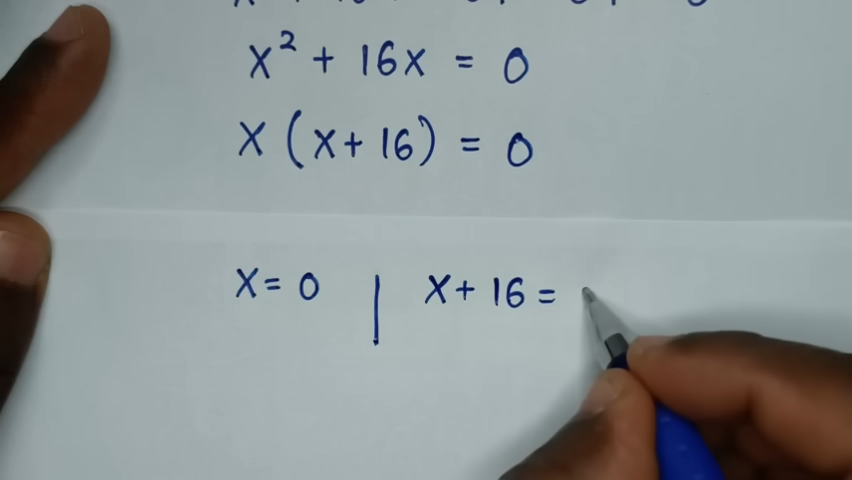 x² + 16x = 0
x (x + 16) = 0
x = 0 | x + 16 =